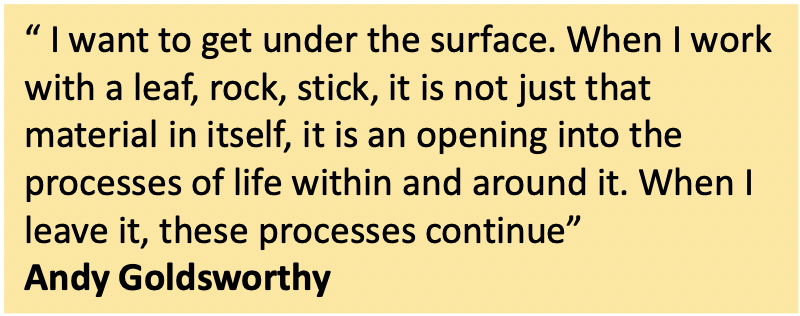 “ I want to get under the surface. When I work
with a leaf, rock, stick, it is not just that
material in itself, it is an opening into the
processes of life within and around it. When I
leave it, these processes continue”
Andy Goldsworthy